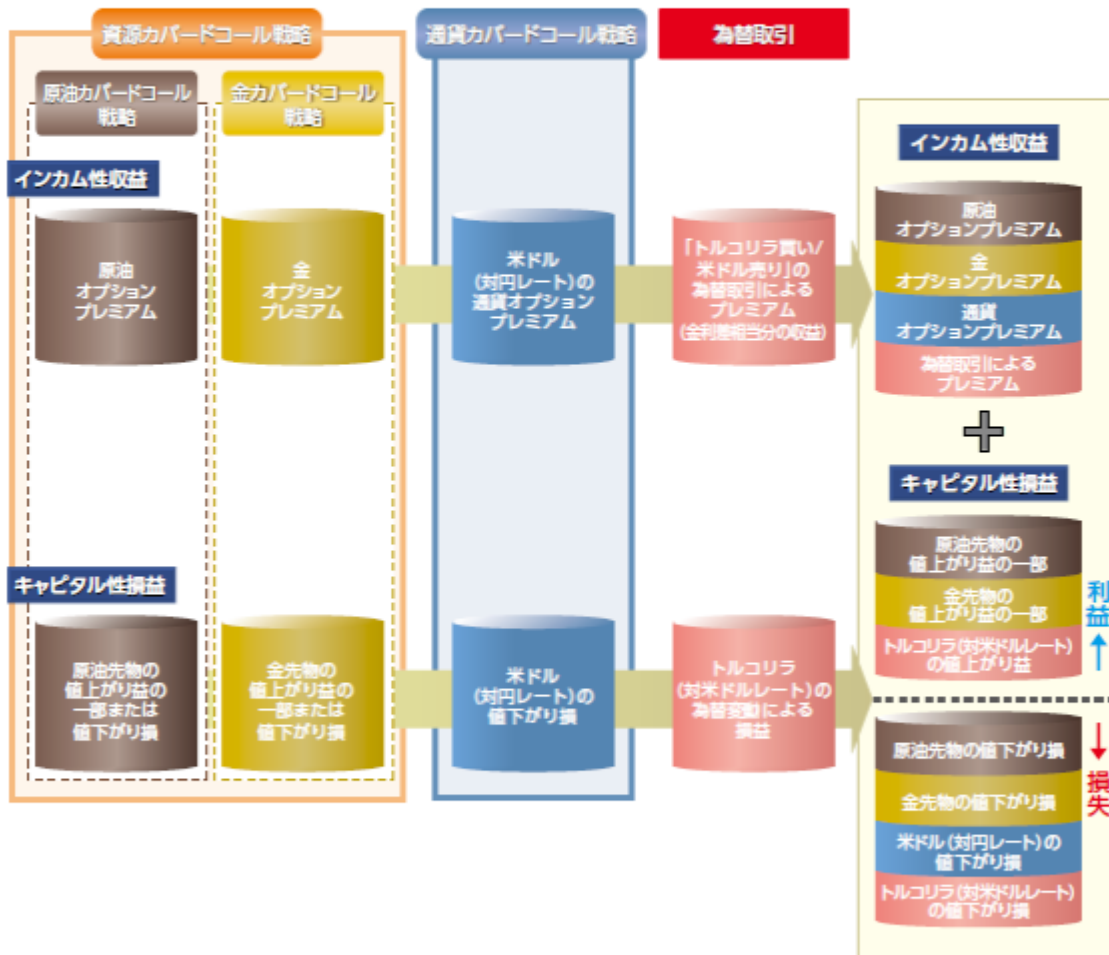 資源カバードコール戦略
通貨カバードコール戦略
為替取引
原油カバードコール
戦略
金カバードコール
戦略
インカム性収益
原油
オプション
プレミアム
金
オプション
プレミアム
米ドル
(対円レート)の
通貨オプション
プレミアム
「トルコリラ買い/
米ドル売り」の
為替取引による
プレミアム
(金利差相当分の収益)
インカム性収益
原油
オプションプレミアム
金
オプションプレミアム
通貨
オプションプレミアム
為替取引による
プレミアム
+
キャピタル性損益
原油先物の
値上がり益の
一部または
値下がり損
金先物の
値上がり益の
一部または
値下がり損
米ドル
(対円レート)の
値下がり損
トルコリラ
(対米ドルレート)の
為替変動による
損益
キャピタル性損益
原油先物の
値上がり益の一部
金先物の
値上がり益の一部
トルコリラ(対米ドルレート)
の値上がり益
利益
↑
原油先物の値下がり損
金先物の値下がり損
米ドル(対円レート)の
値下がり損
トルコリラ(対米ドルレート)
の値下がり損
↓
損失